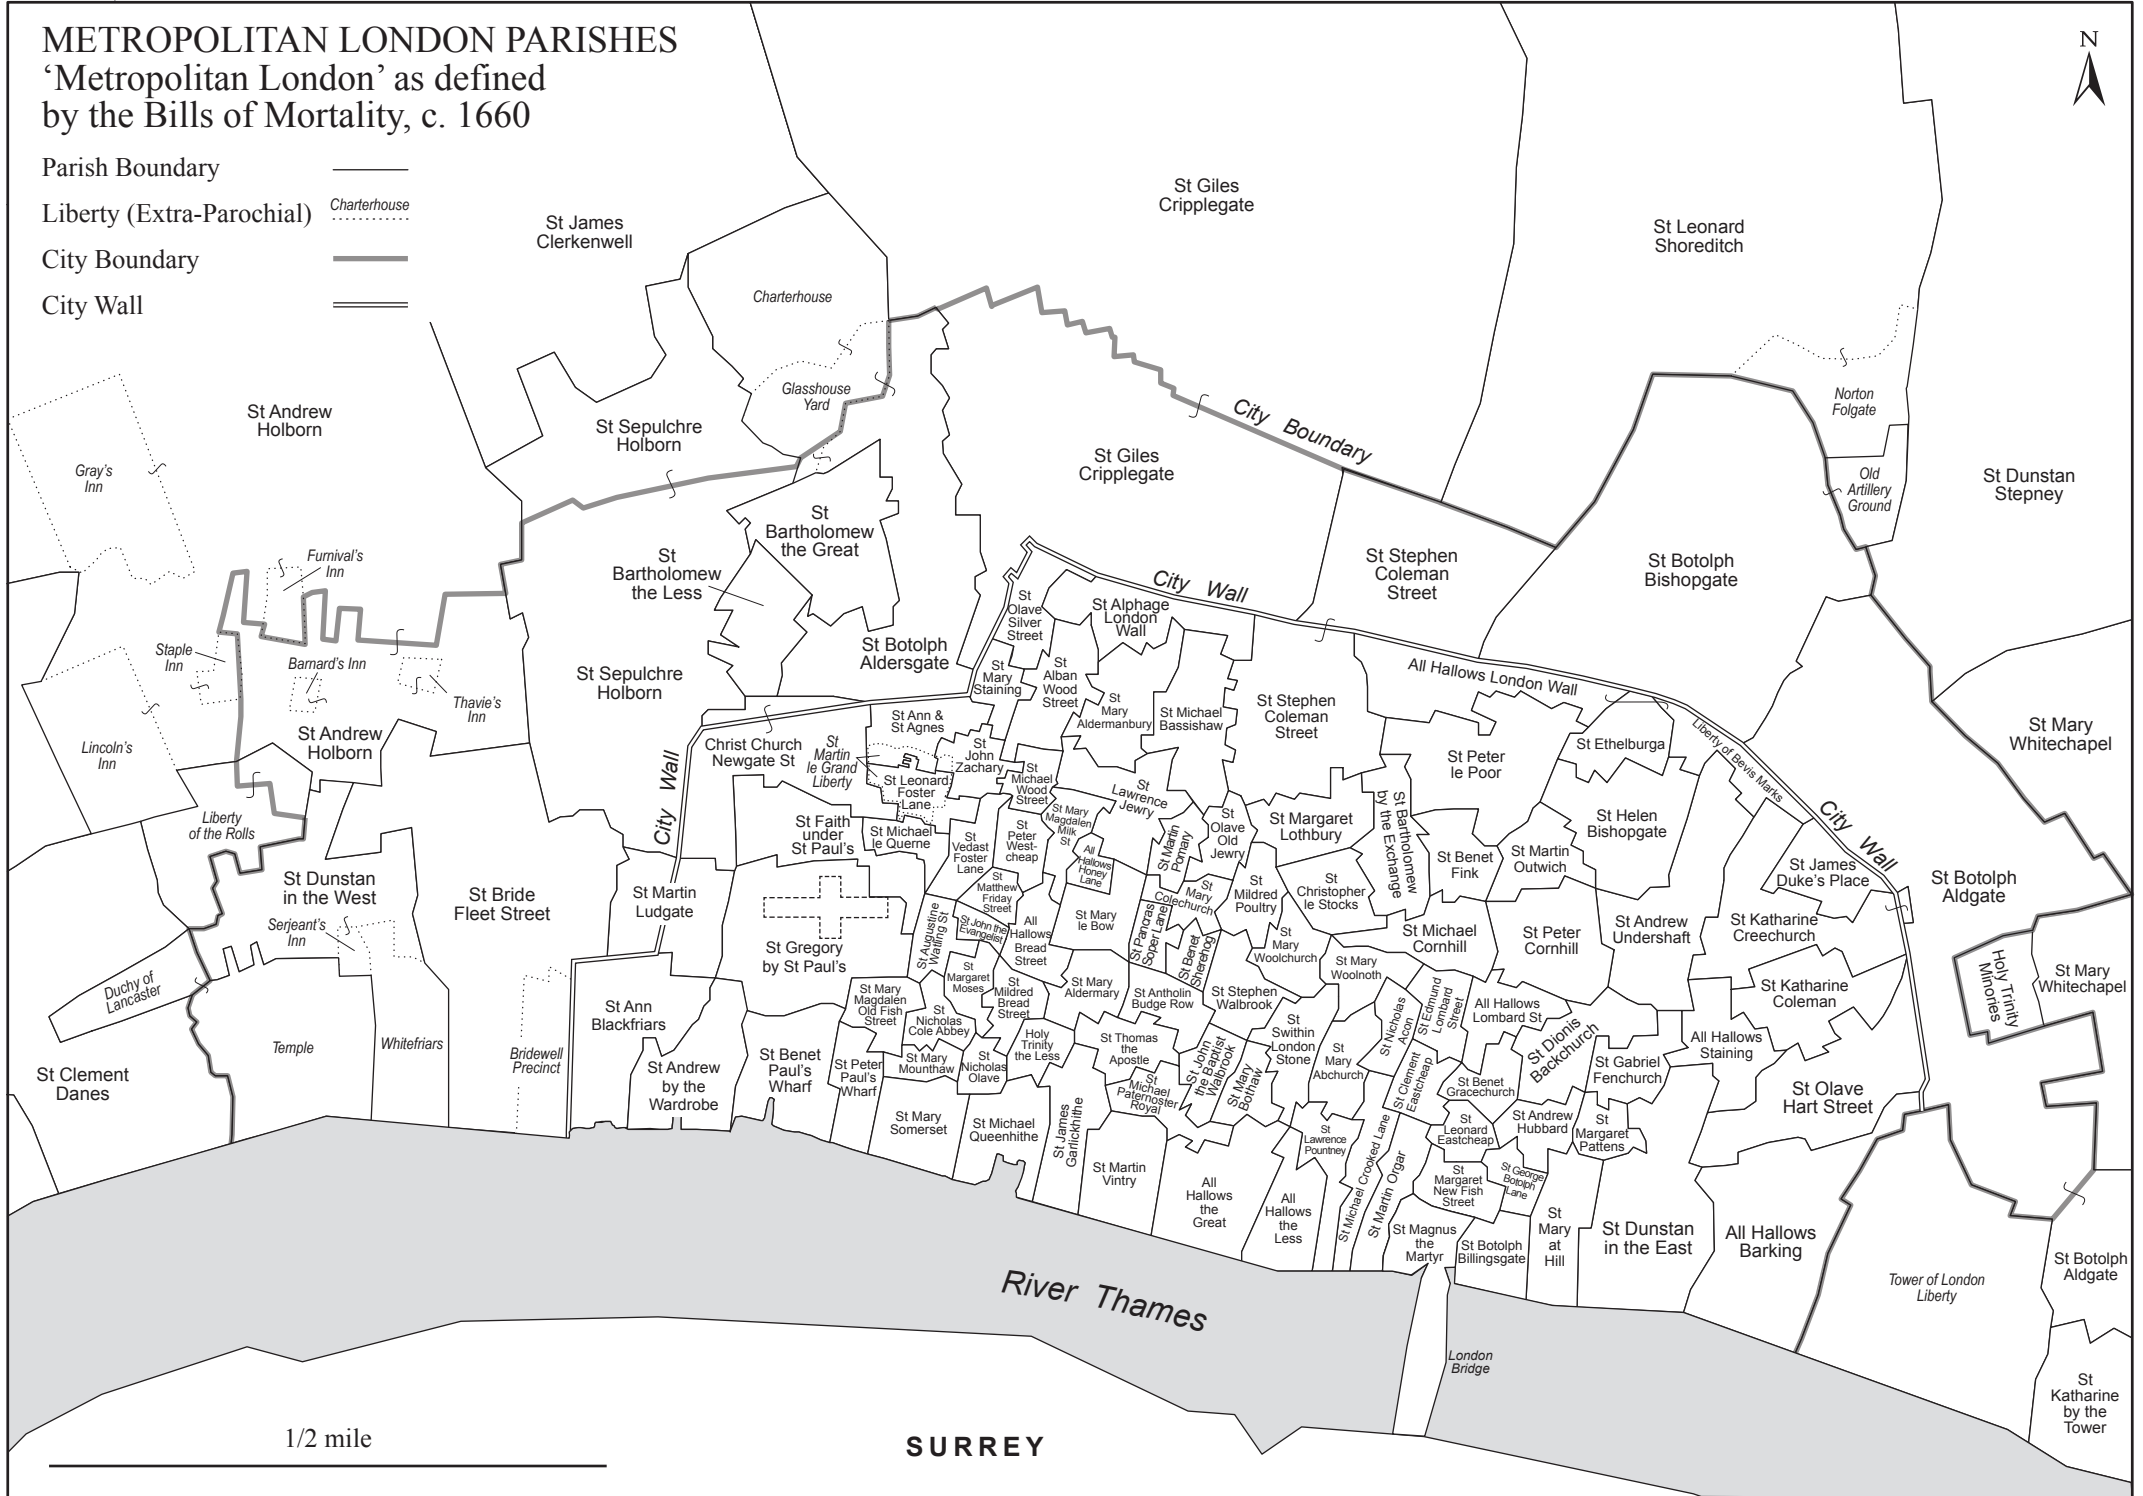 METROPOLITAN LONDON PARISHES
‘Metropolitan London’ as defined
by the Bills of Mortality, c. 1660
Parish Boundary
Liberty (Extra-Parochial)
Charterhouse
City Boundary
City Wall
N
St Giles
Cripplegate
St James
Clerkenwell
St Leonard
Shoreditch
Charterhouse
Glasshouse
Yard
Norton
Folgate
St Andrew
Holborn
St Sepulchre
Holborn
City Boundary
St Giles
Cripplegate
Gray’s
Inn
Old
Artillery
Ground
St Dunstan
Stepney
St
Bartholomew
the Great
Furnival’s
Inn
St
Bartholomew
the Less
City Wall
St Stephen
Coleman
Street
St Botolph
Bishopgate
St
Olave
Silver
Street
St Alphage
London
Wall
Staple
Inn
Barnard’s Inn
Thavie’s
Inn
St Sepulchre
Holborn
St Botolph
Aldersgate
St
Mary
Staining
St
Alban
Wood
Street
St
Mary
Aldermanbury
St Michael
Bassishaw
St Stephen
Coleman
Street
All Hallows London Wall
Lincoln’s
Inn
St Andrew
Holborn
City Wall
Christ Church
Newgate St
St Ann &
St Agnes
St
Martin
le Grand
Liberty
St
John
Zachary
St Leonard
Foster
Lane
St
Michael
Wood
Street
St
Lawrence
Jewry
St Peter
le Poor
St Ethelburga
Liberty of Bevis Marks
St Mary
Whitechapel
City Wall
Liberty
of the Rolls
St Faith
under
St Paul’s
St Michael
le Querne
St
Vedast
Foster
Lane
St
Peter
West-
cheap
St Mary
Magdalen
Milk
St
All
Hallows
Honey
Lane
St Martin
Pomary
St
Olave
Old
Jewry
St Margaret
Lothbury
St Bartholomew
by the Exchange
St Benet
Fink
St Martin
Outwich
St Helen
Bishopgate
St James
Duke’s Place
St Botolph
Aldgate
St Dunstan
in the West
Serjeant’s
Inn
St Bride
Fleet Street
St Martin
Ludgate
St Gregory
by St Paul’s
St Augustine
Watling St
St
Matthew
Friday
Street
St John the
Evangelist
All
Hallows
Bread
Street
St Mary
le Bow
St Pancras
Soper Lane
St
Mary
Colechurch
St Benet
Sherehog
St
Mildred
Poultry
St
Christopher
le Stocks
St
Mary
Woolchurch
St Michael
Cornhill
St Peter
Cornhill
St Andrew
Undershaft
St Katharine
Creechurch
Holy Trinity
Minories
St Mary
Whitechapel
Duchy of
Lancaster
St Ann
Blackfriars
St Mary
Magdalen
Old Fish
Street
St
Margaret
Moses
St
Nicholas
Cole Abbey
St
Mildred
Bread
Street
St Mary
Aldermary
St Antholin
Budge Row
St Stephen
Walbrook
St Mary
Woolnoth
St Nicholas
Acon
St Edmund
Lombard
Street
All Hallows
Lombard St
St Dionis
Backchurch
St Katharine
Coleman
St Clement
Danes
Temple
Whitefriars
Bridewell
Precinct
St Andrew
by the
Wardrobe
St Benet
Paul’s
Wharf
St Peter
Paul’s
Wharf
St Mary
Mounthaw
St
Nicholas
Olave
Holy
Trinity
the Less
St Thomas
the
Apostle
St
Michael
Paternoster
Royal
St John
the Baptist
Walbrook
St Mary
Bothaw
St
Swithin
London
Stone
St
Mary
Abchurch
St Clement
Eastcheap
St Benet
Gracechurch
St Gabriel
Fenchurch
All Hallows
Staining
St Olave
Hart Street
St Mary
Somerset
St Michael
Queenhithe
St James
Garlickhithe
St Martin
Vintry
All
Hallows
the
Great
All
Hallows
the
Less
St
Lawrence
Pountney
St Michael Crooked Lane
St Martin Orgar
St
Leonard
Eastcheap
St Andrew
Hubbard
St
Margaret
Pattens
St
Margaret
New Fish
Street
St George
Botolph
Lane
St Magnus
the
Martyr
St Botolph
Billingsgate
St
Mary
at
Hill
St Dunstan
in the East
All Hallows
Barking
Tower of London
Liberty
St Botolph
Aldgate
River Thames
London
Bridge
St
Katharine
by the
Tower
1/2 mile
SURREY